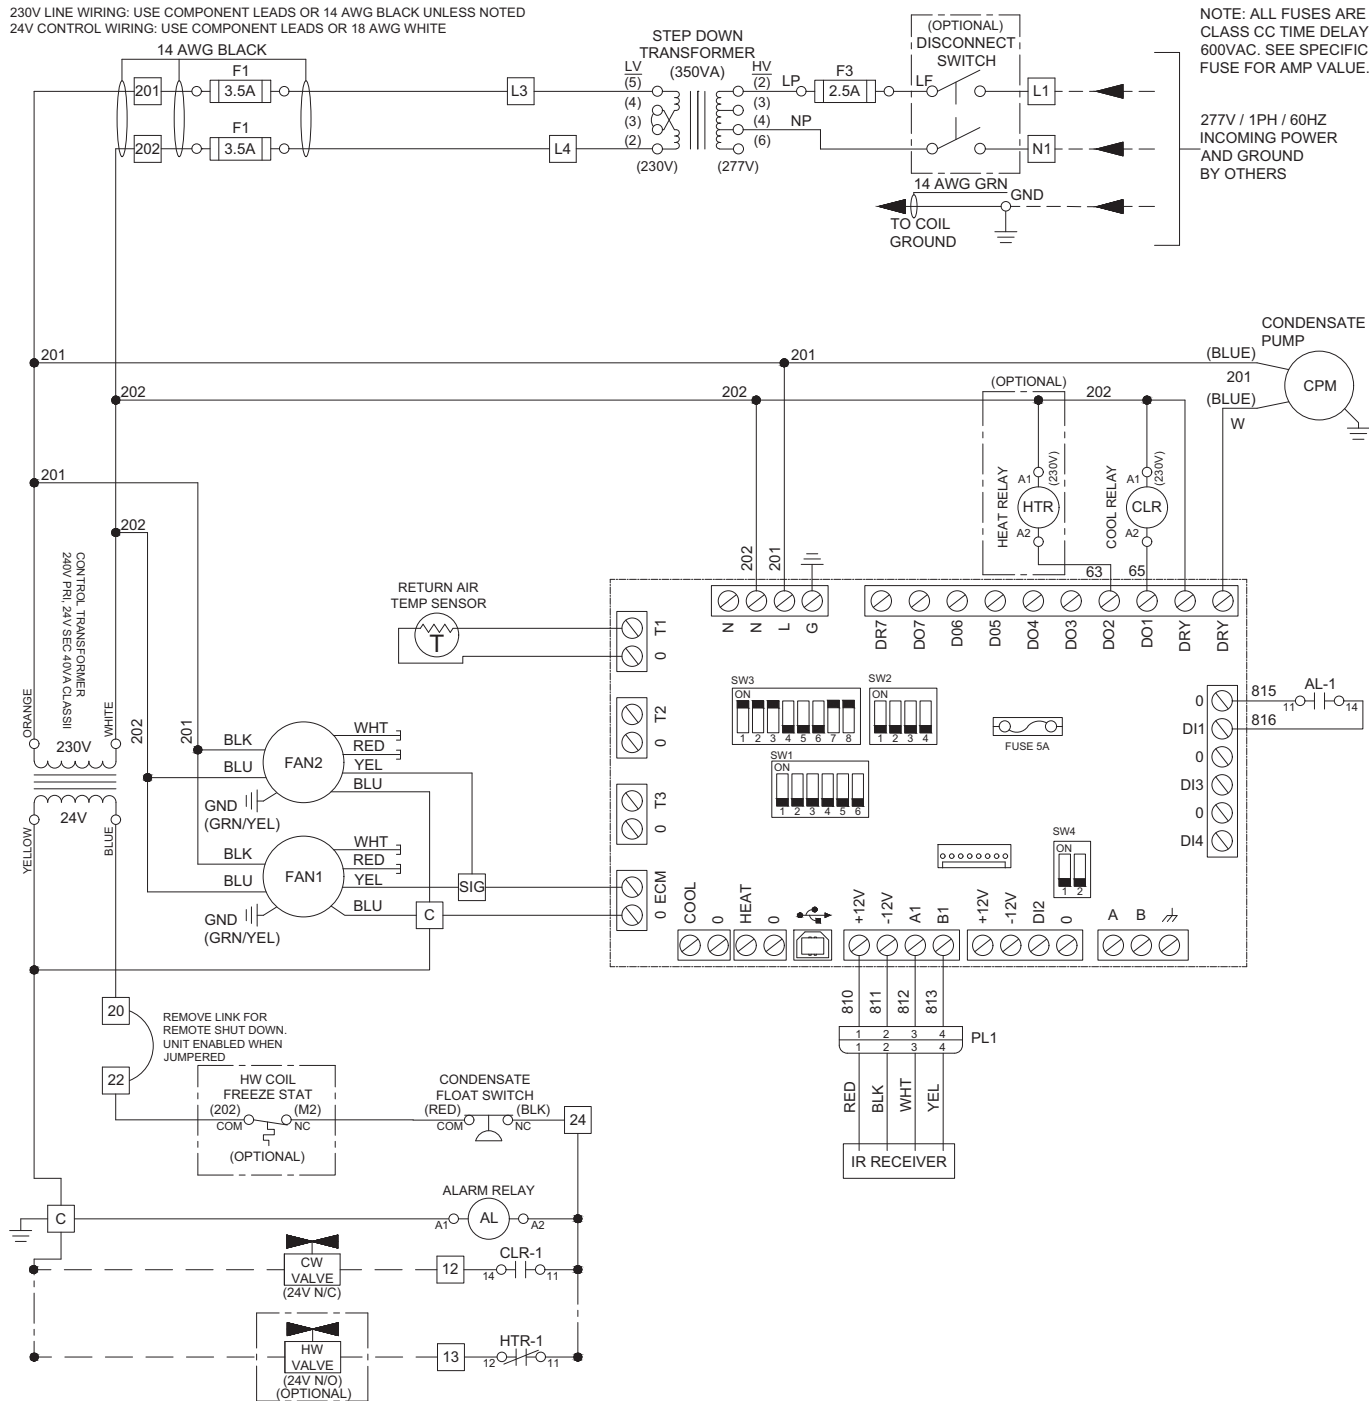 230V LINE WIRING: USE COMPONENT LEADS OR 14 AWG BLACK UNLESS NOTED
24V CONTROL WIRING: USE COMPONENT LEADS OR 18 AWG WHITE
14 AWG BLACK
201
F1
3.5A
202
F1
3.5A
L3
L4
STEP DOWN
TRANSFORMER
(350VA)
LV
(5)
(4)
(3)
(2)
(230V)
HV
(2)
(3)
(4)
(6)
(277V)
LP
NP
F3
2.5A
LF
(OPTIONAL)
DISCONNECT
SWITCH
L1
N1
14 AWG GRN
GND
TO COIL
GROUND
NOTE: ALL FUSES ARE
CLASS CC TIME DELAY
600VAC. SEE SPECIFIC
FUSE FOR AMP VALUE.
277V / 1PH / 60HZ
INCOMING POWER
AND GROUND
BY OTHERS
201
201
202
202
202
CONDENSATE
PUMP
(BLUE)
201
(BLUE)
W
CPM
(OPTIONAL)
HEAT RELAY
A1
(230V)
HTR
A2
63
COOL RELAY
A1
(230V)
CLR
A2
65
201
202
CONTROL TRANSFORMER
240V PRI, 24V SEC 40VA CLASSII
ORANGE
WHITE
230V
24V
YELLOW
BLUE
202
201
RETURN AIR
TEMP SENSOR
T
FAN2
BLK
BLU
GND
(GRN/YEL)
WHT
RED
YEL
BLU
FAN1
BLK
BLU
GND
(GRN/YEL)
WHT
RED
YEL
BLU
SIG
C
202
201
N
N
L
G
DR7
DO7
D06
D05
DO4
DO3
DO2
DO1
DRY
DRY
T1
0
T2
0
T3
0
ECM
0
SW3
ON
1 2 3 4 5 6 7 8
SW2
ON
1 2 3 4
SW1
ON
1 2 3 4 5 6
FUSE 5A
SW4
ON
1 2
0
DI1
0
DI3
0
DI4
815
816
AL-1
11
14
COOL
0
HEAT
0
+12V
-12V
A1
B1
+12V
-12V
DI2
0
A
B
810
811
812
813
1 2 3 4
1 2 3 4
PL1
RED
BLK
WHT
YEL
IR RECEIVER
20
22
REMOVE LINK FOR
REMOTE SHUT DOWN.
UNIT ENABLED WHEN
JUMPERED
HW COIL
FREEZE STAT
(202)
(M2)
COM
NC
(OPTIONAL)
CONDENSATE
FLOAT SWITCH
(RED)
(BLK)
COM
NC
24
C
ALARM RELAY
A1
AL
A2
CW
VALVE
(24V N/C)
12
CLR-1
14
11
HW
VALVE
(24V N/O)
(OPTIONAL)
13
HTR-1
12
11